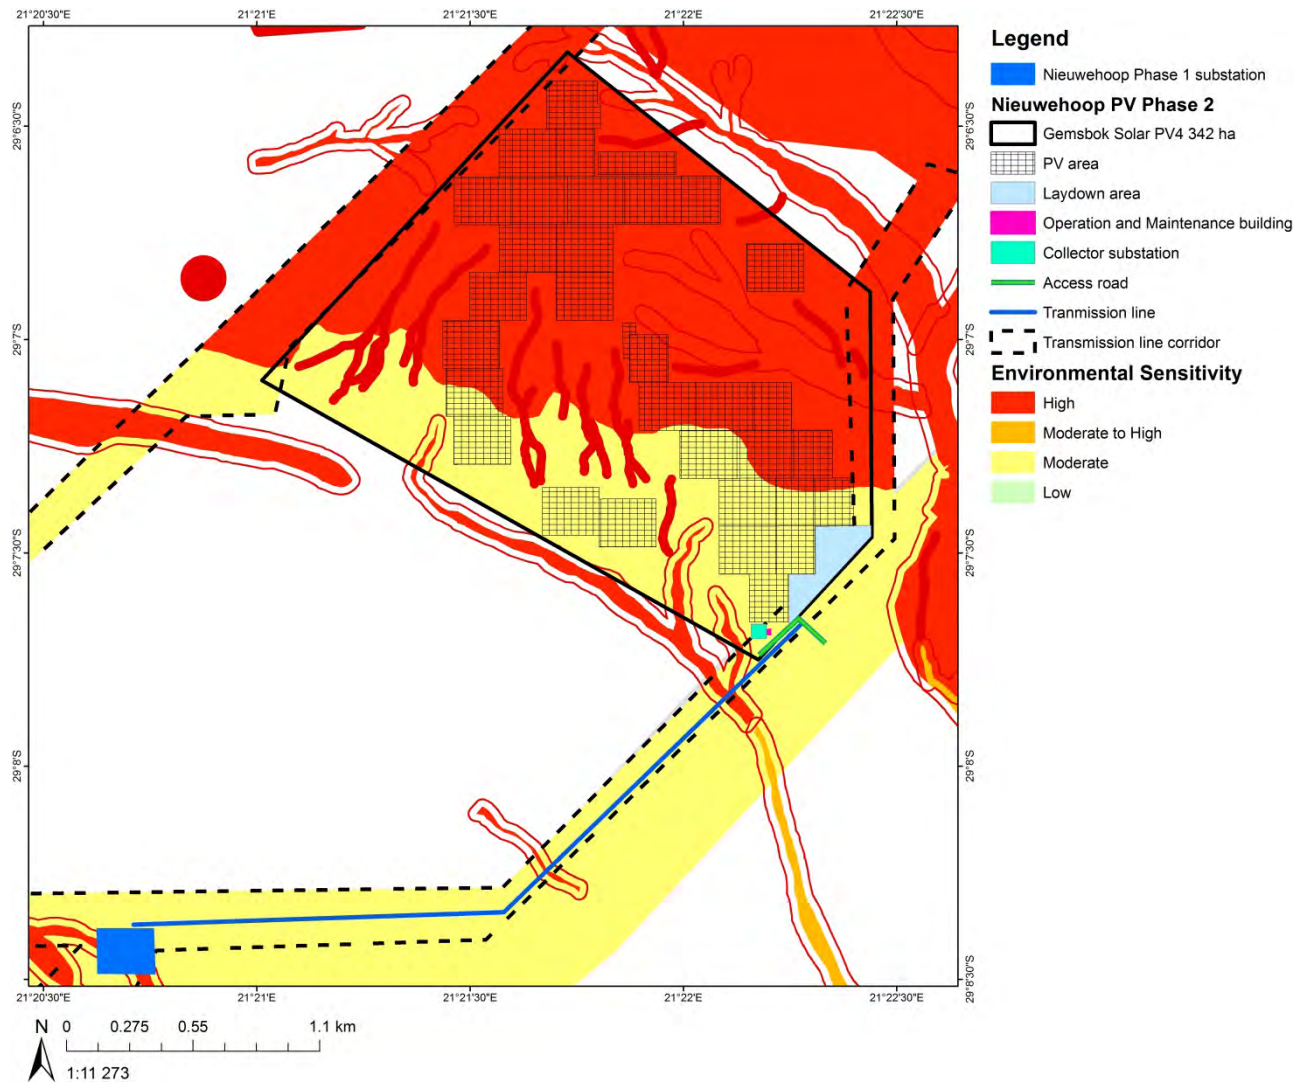 21°20'30"E
21°21'E
21°21'30"E
21°22'E
21°22'30"E
29°6'30"S
29°7'S
29°7'30"S
29°8'S
29°8'30"S
29°6'30"S
29°7'S
29°7'30"S
29°8'S
29°8'30"S
21°20'30"E
21°21'E
21°21'30"E
21°22'E
21°22'30"E
Legend
Nieuwehoop Phase 1 substation
Nieuwehoop PV Phase 2
Gemsbok Solar PV4 342 ha
PV area
Laydown area
Operation and Maintenance building
Collector substation
Access road
Tranmission line
Transmission line corridor
Environmental Sensitivity
High
Moderate to High
Moderate
Low
N 0 0.275 0.55 1.1 km
1:11 273